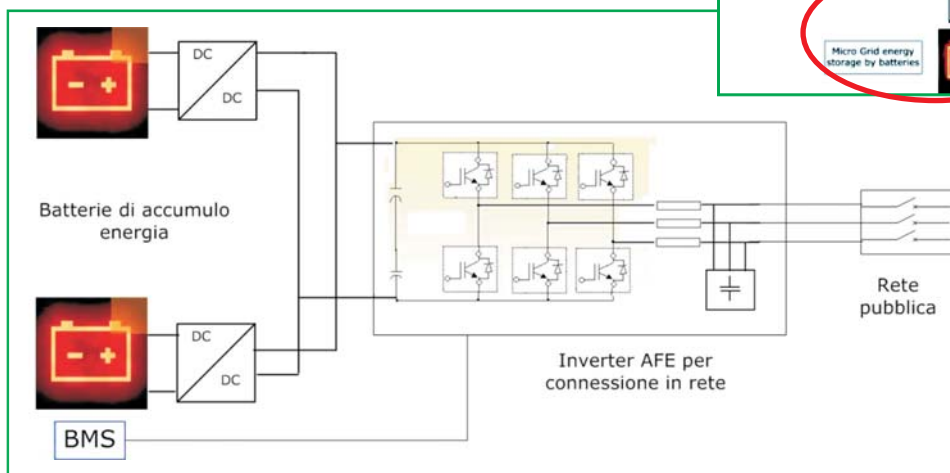 Micro Grid energy
storage by batteries
DC
DC
Batterie di accumulo
energia
DC
DC
BMS
Inverter AFE per
connessione in rete
Rete
pubblica